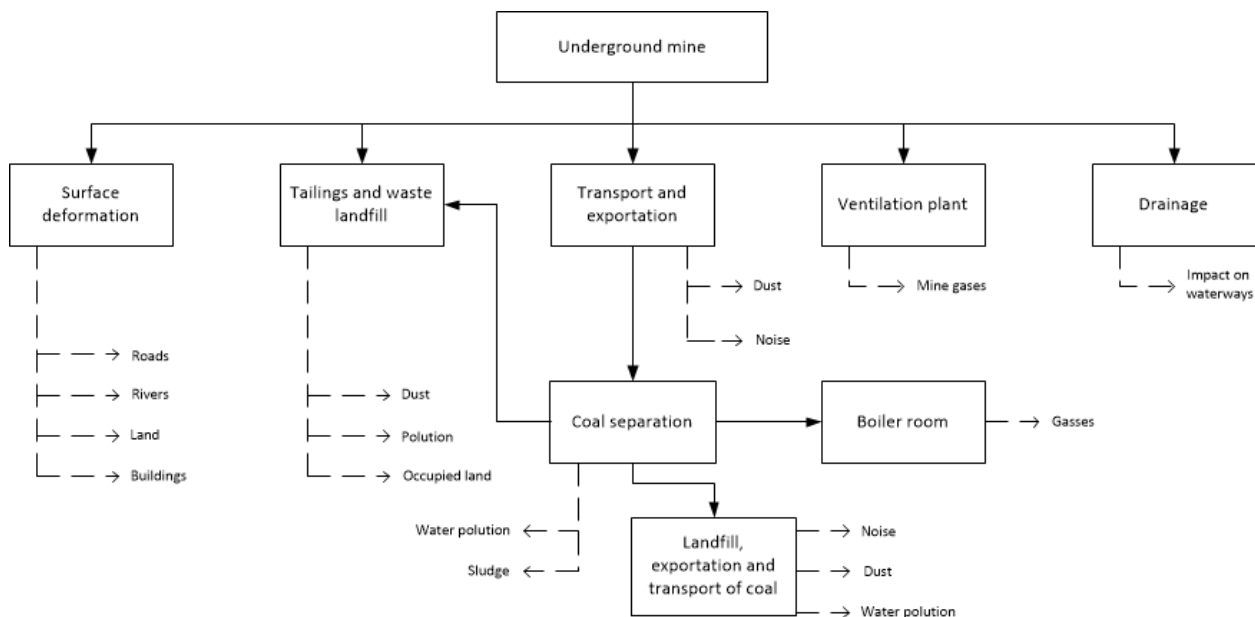 Underground mine
Surface
deformation
Tailings and waste
landfill
Transport and
exportation
Ventilation plant
Drainage
Dust
Noise
Mine gases
Impact on
waterways
Roads
Rivers
Land
Buildings
Dust
Polution
Occupied land
Coal separation
Boiler room
Gasses
Water polution
Sludge
Landfill,
exportation and
transport of coal
Noise
Dust
Water polution